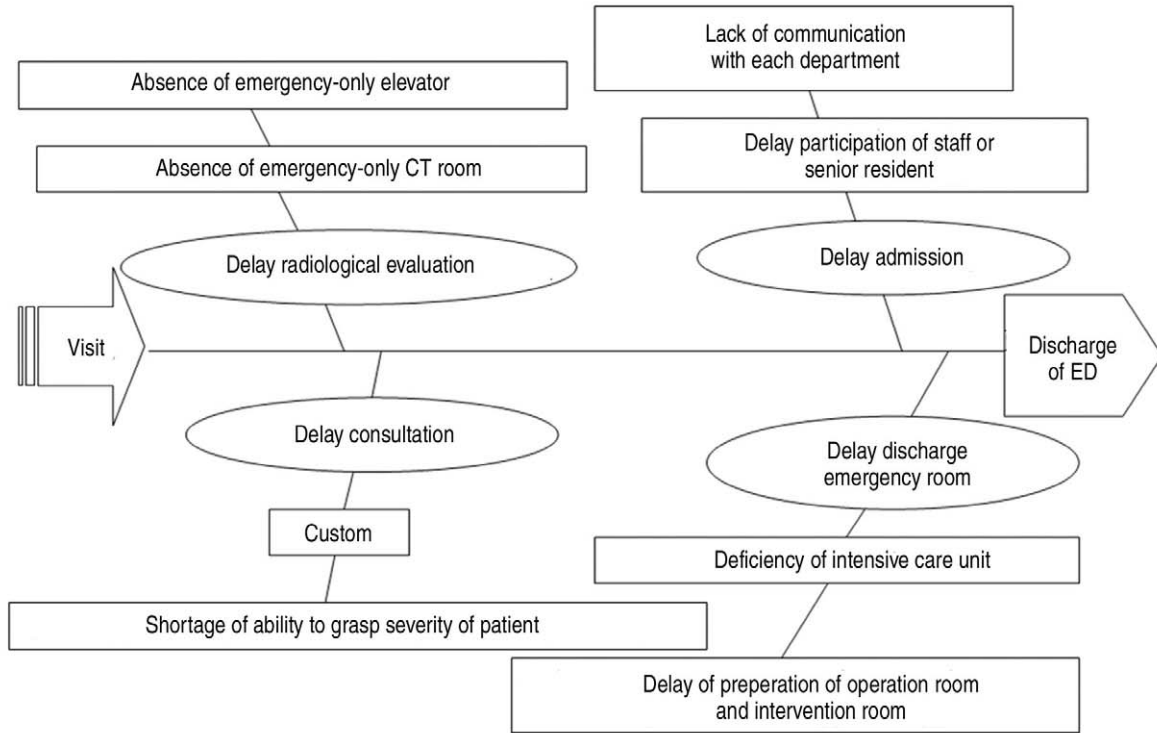 Lack of communication
with each department
Absence of emergency-only elevator
Delay participation of staff or
senior resident
Absence of emergency-only CT room
Delay radiological evaluation
Delay admission
Visit
Discharge
of ED
Delay consultation
Delay discharge
emergency room
Custom
Deficiency of intensive care unit
Shortage of ability to grasp severity of patient
Delay of preperation of operation room
and intervention room